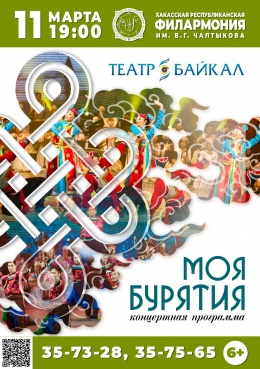 11 МАРТА
19:00
ХАКАССКАЯ РЕСПУБЛИКАНСКАЯ
ФИЛАРМОНИЯ
ИМ. В.Г. ЧАПТЫКОВА
ТЕАТР БАЙКАЛ
МОЯ
БУРЯТИЯ
концертная программа
35-73-28, 35-75-65 6+